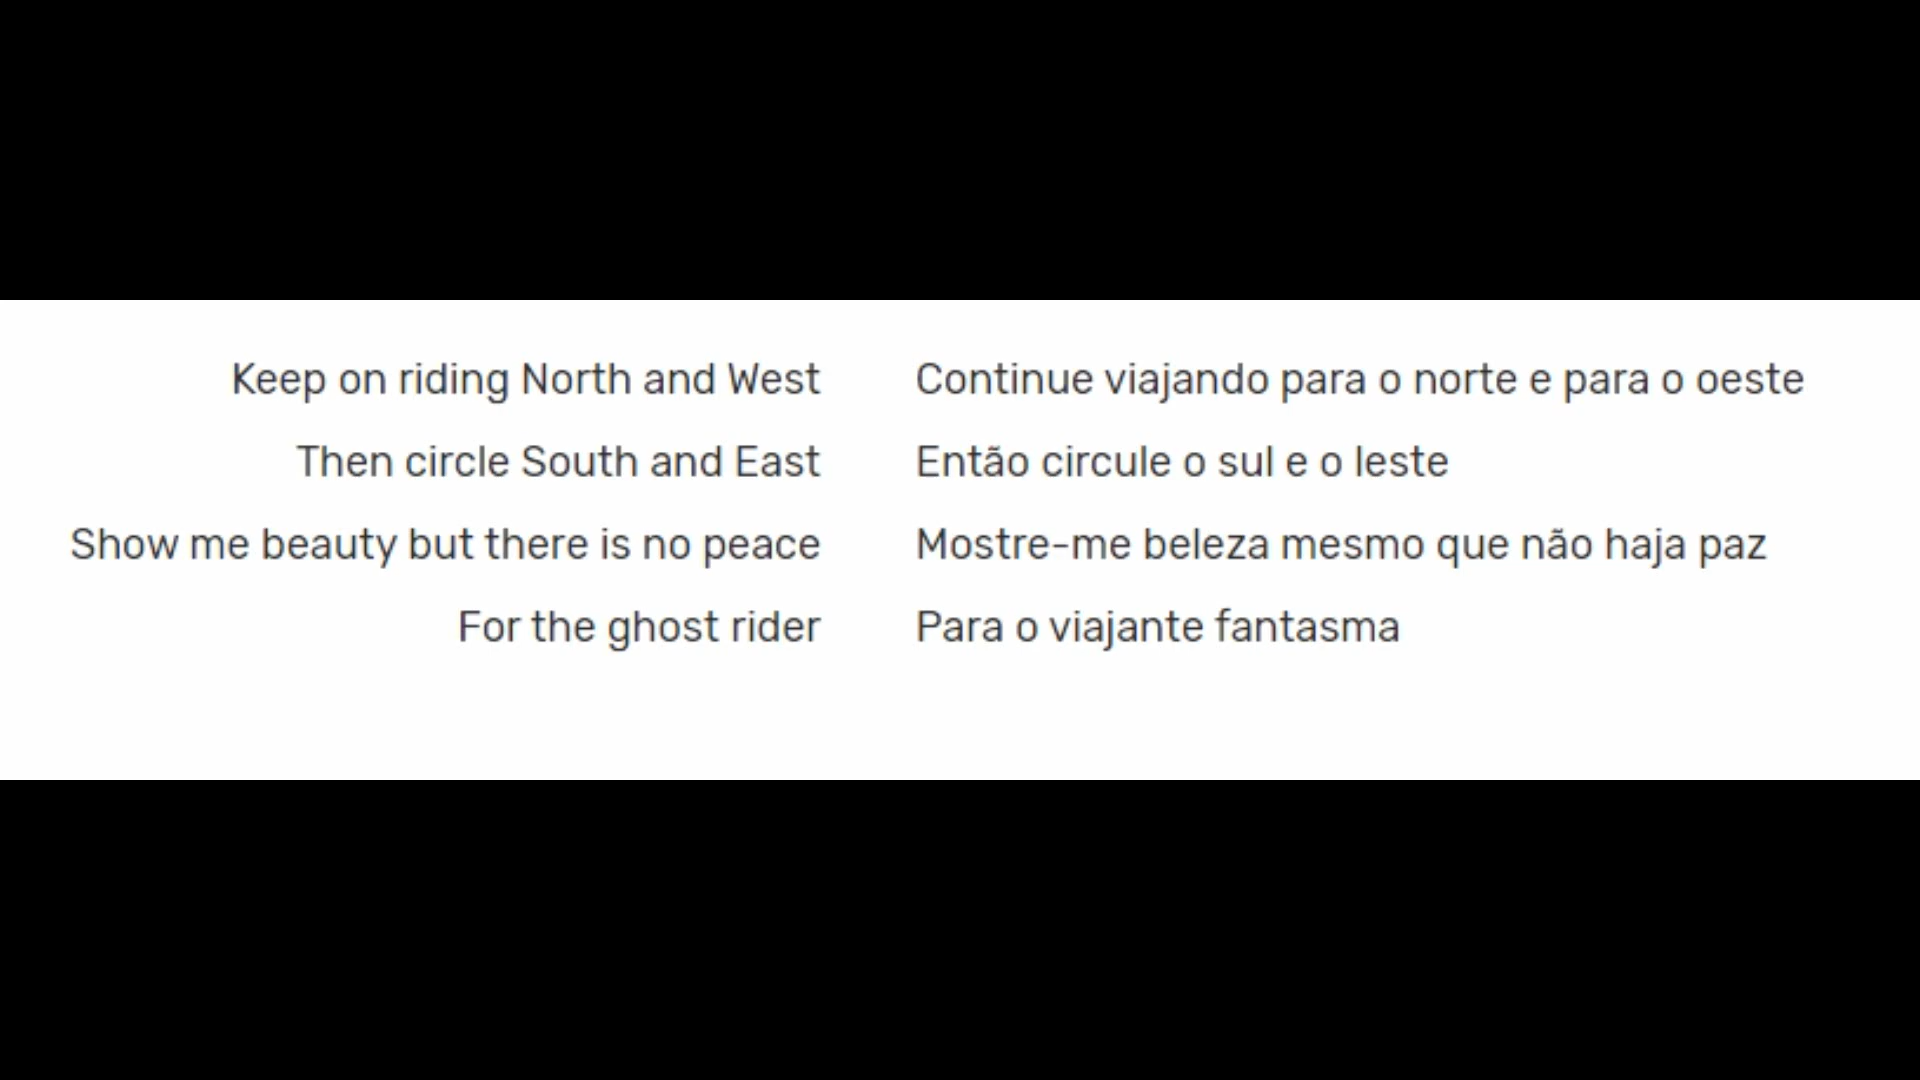 Keep on riding North and West
Then circle South and East
Show me beauty but there is no peace
For the ghost rider
Continue viajando para o norte e para o oeste
Então circule o sul e o leste
Mostre-me beleza mesmo que não haja paz
Para o viajante fantasma